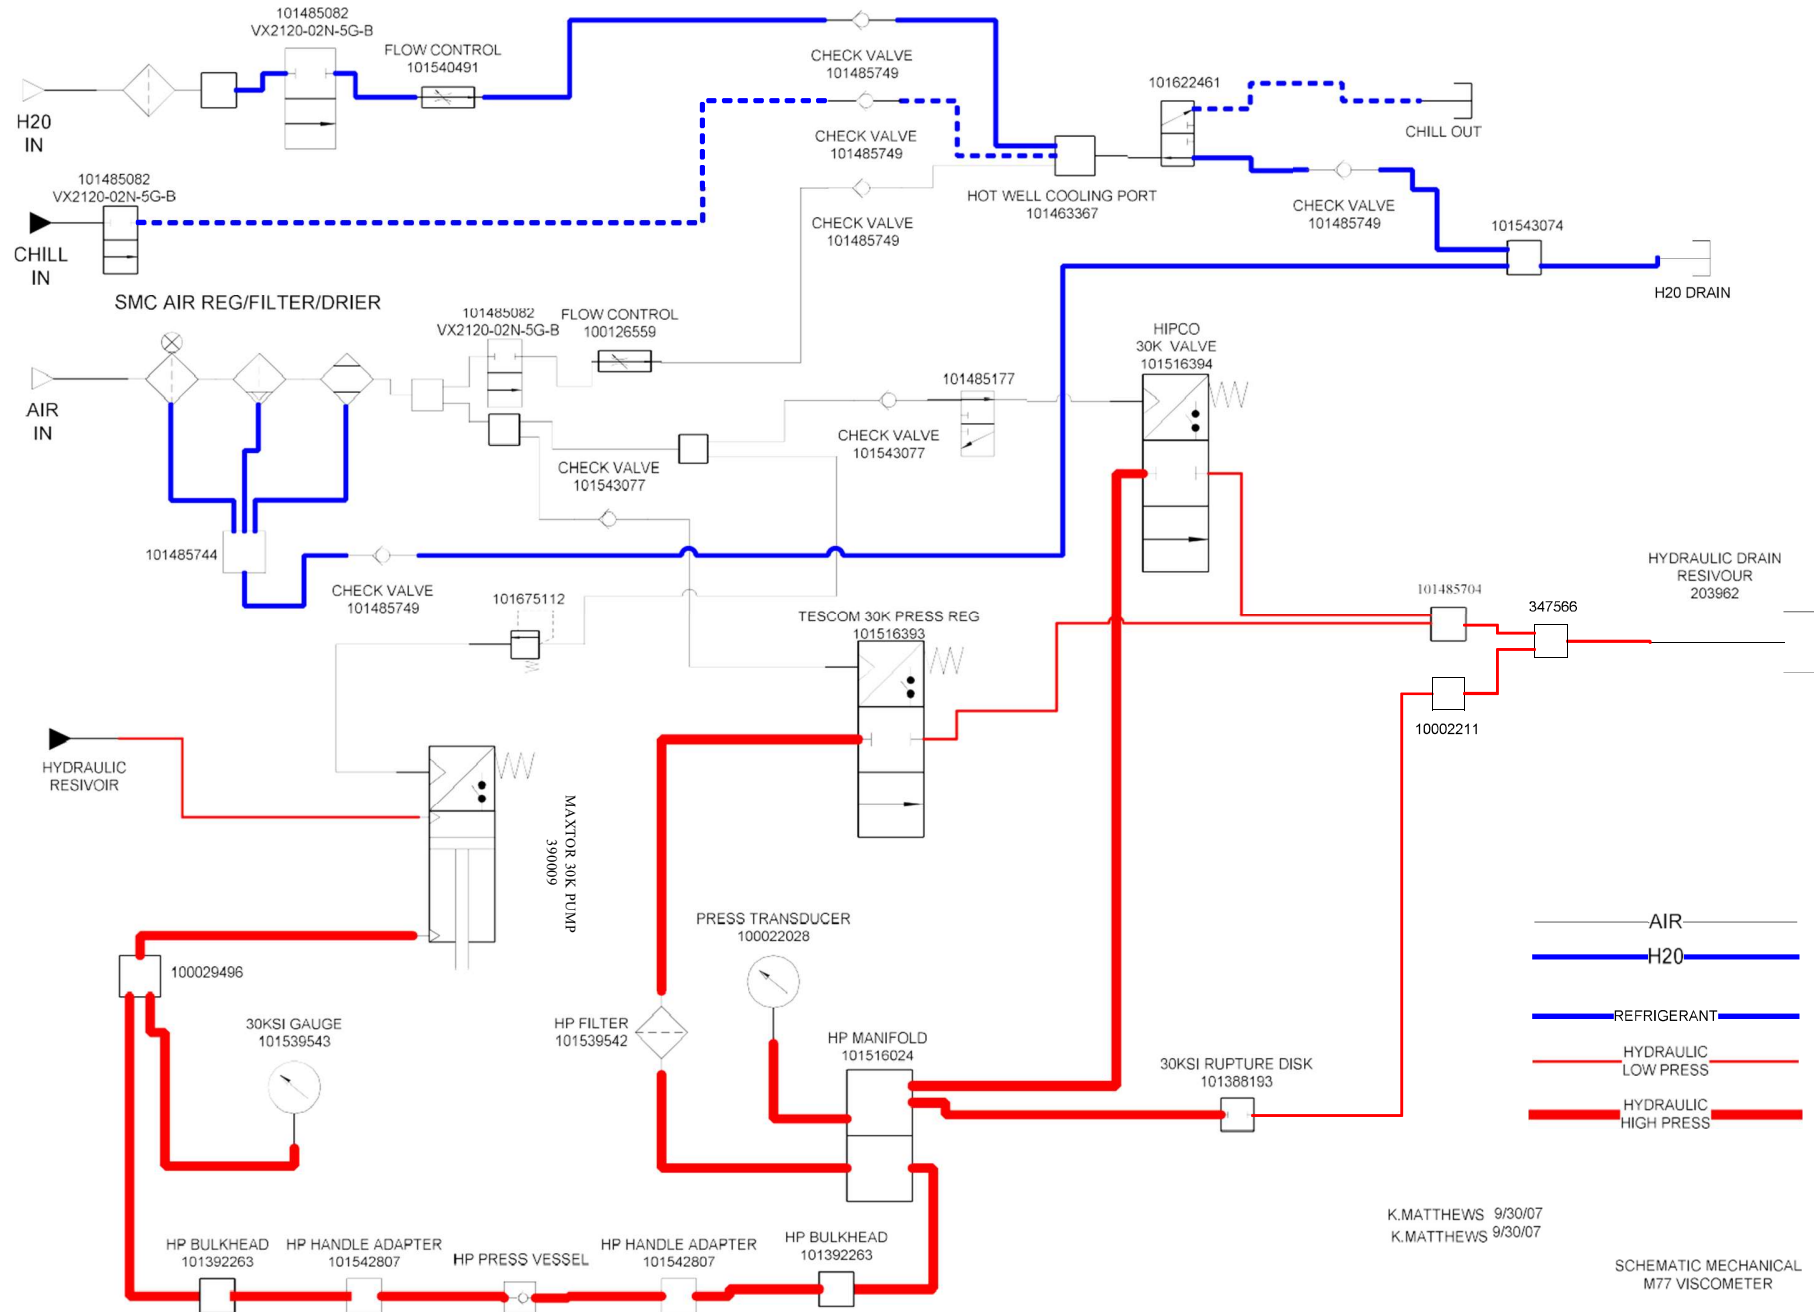 101485082
VX2120-02N-5G-B
FLOW CONTROL
101540491
H20
IN
CHECK VALVE
101485749
101622461
CHILL OUT
CHECK VALVE
101485749
101485082
VX2120-02N-5G-B
CHILL
IN
HOT WELL COOLING PORT
101463367
CHECK VALVE
101485749
CHECK VALVE
101485749
101543074
H20 DRAIN
SMC AIR REG/FILTER/DRIER
101485082
VX2120-02N-5G-B
FLOW CONTROL
100126559
HIPCO
30K VALVE
101516394
AIR
IN
101485177
CHECK VALVE
101543077
CHECK VALVE
101543077
101485744
CHECK VALVE
101485749
101675112
TESCOM 30K PRESS REG
101516393
101485704
347566
HYDRAULIC DRAIN
RESIVOUR
203962
10002211
HYDRAULIC
RESIVOIR
MAXTOR 30K PUMP
390009
PRESS TRANSDUCER
100022028
100029496
30KSI GAUGE
101539543
HP FILTER
101539542
HP MANIFOLD
101516024
30KSI RUPTURE DISK
101388193
AIR
H20
REFRIGERANT
HYDRAULIC
LOW PRESS
HYDRAULIC
HIGH PRESS
HP BULKHEAD
101392263
HP HANDLE ADAPTER
101542807
HP PRESS VESSEL
HP HANDLE ADAPTER
101542807
HP BULKHEAD
101392263
K.MATTHEWS 9/30/07
K.MATTHEWS 9/30/07
SCHEMATIC MECHANICAL
M77 VISCOMETER